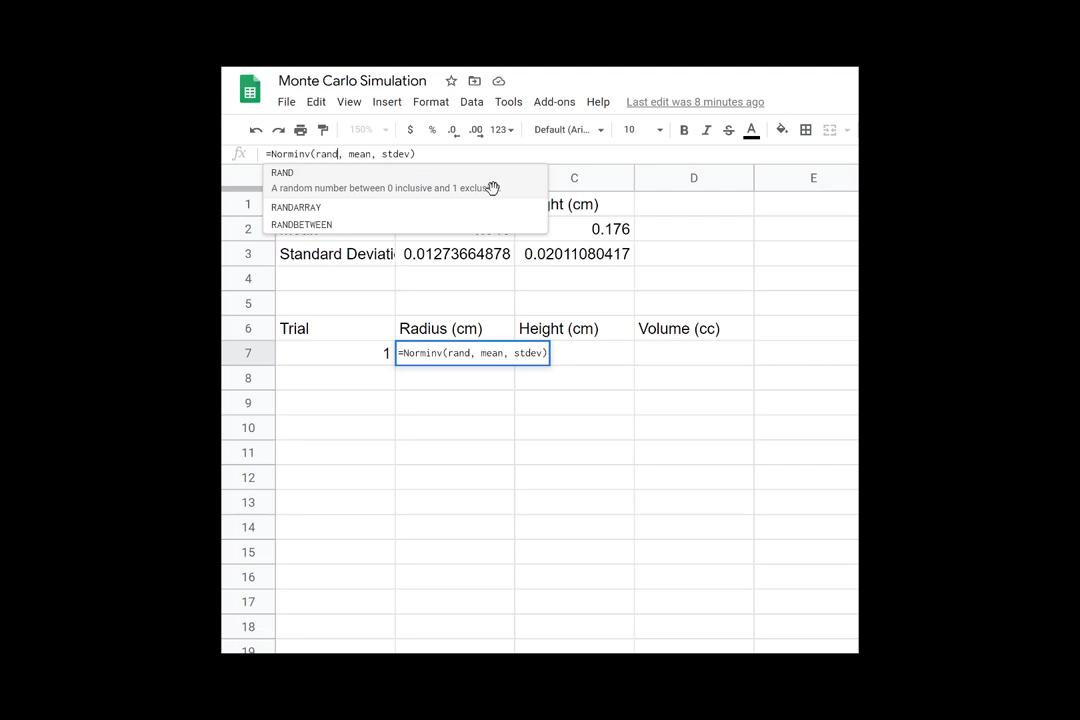 Monte Carlo Simulation
File Edit View Insert Format Data Tools Add-ons Help Last edit was 8 minutes ago
150% $ % .0 .00 123 Default (Ari... 10 B I S A
fx =Norminv(rand, mean, stdev)
RAND
A random number between 0 inclusive and 1
RANDARRAY
RANDBETWEEN
C D E
1 (cm)
2 0.176
3 Standard Deviati 0.01273664878 0.02011080417
4
5
6 Trial Radius (cm) Height (cm) Volume (cc)
7 1 =Norminv(rand, mean, stdev)
8
9
10
11
12
13
14
15
16
17
18